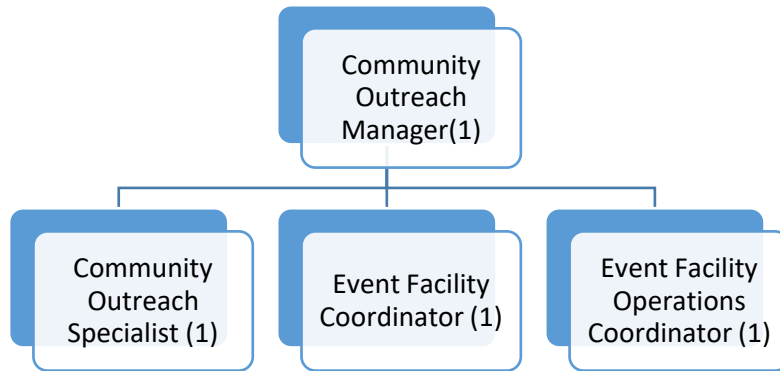 Community
Outreach
Manager(1)
Community
Outreach
Specialist (1)
Event Facility
Coordinator (1)
Event Facility
Operations
Coordinator (1)